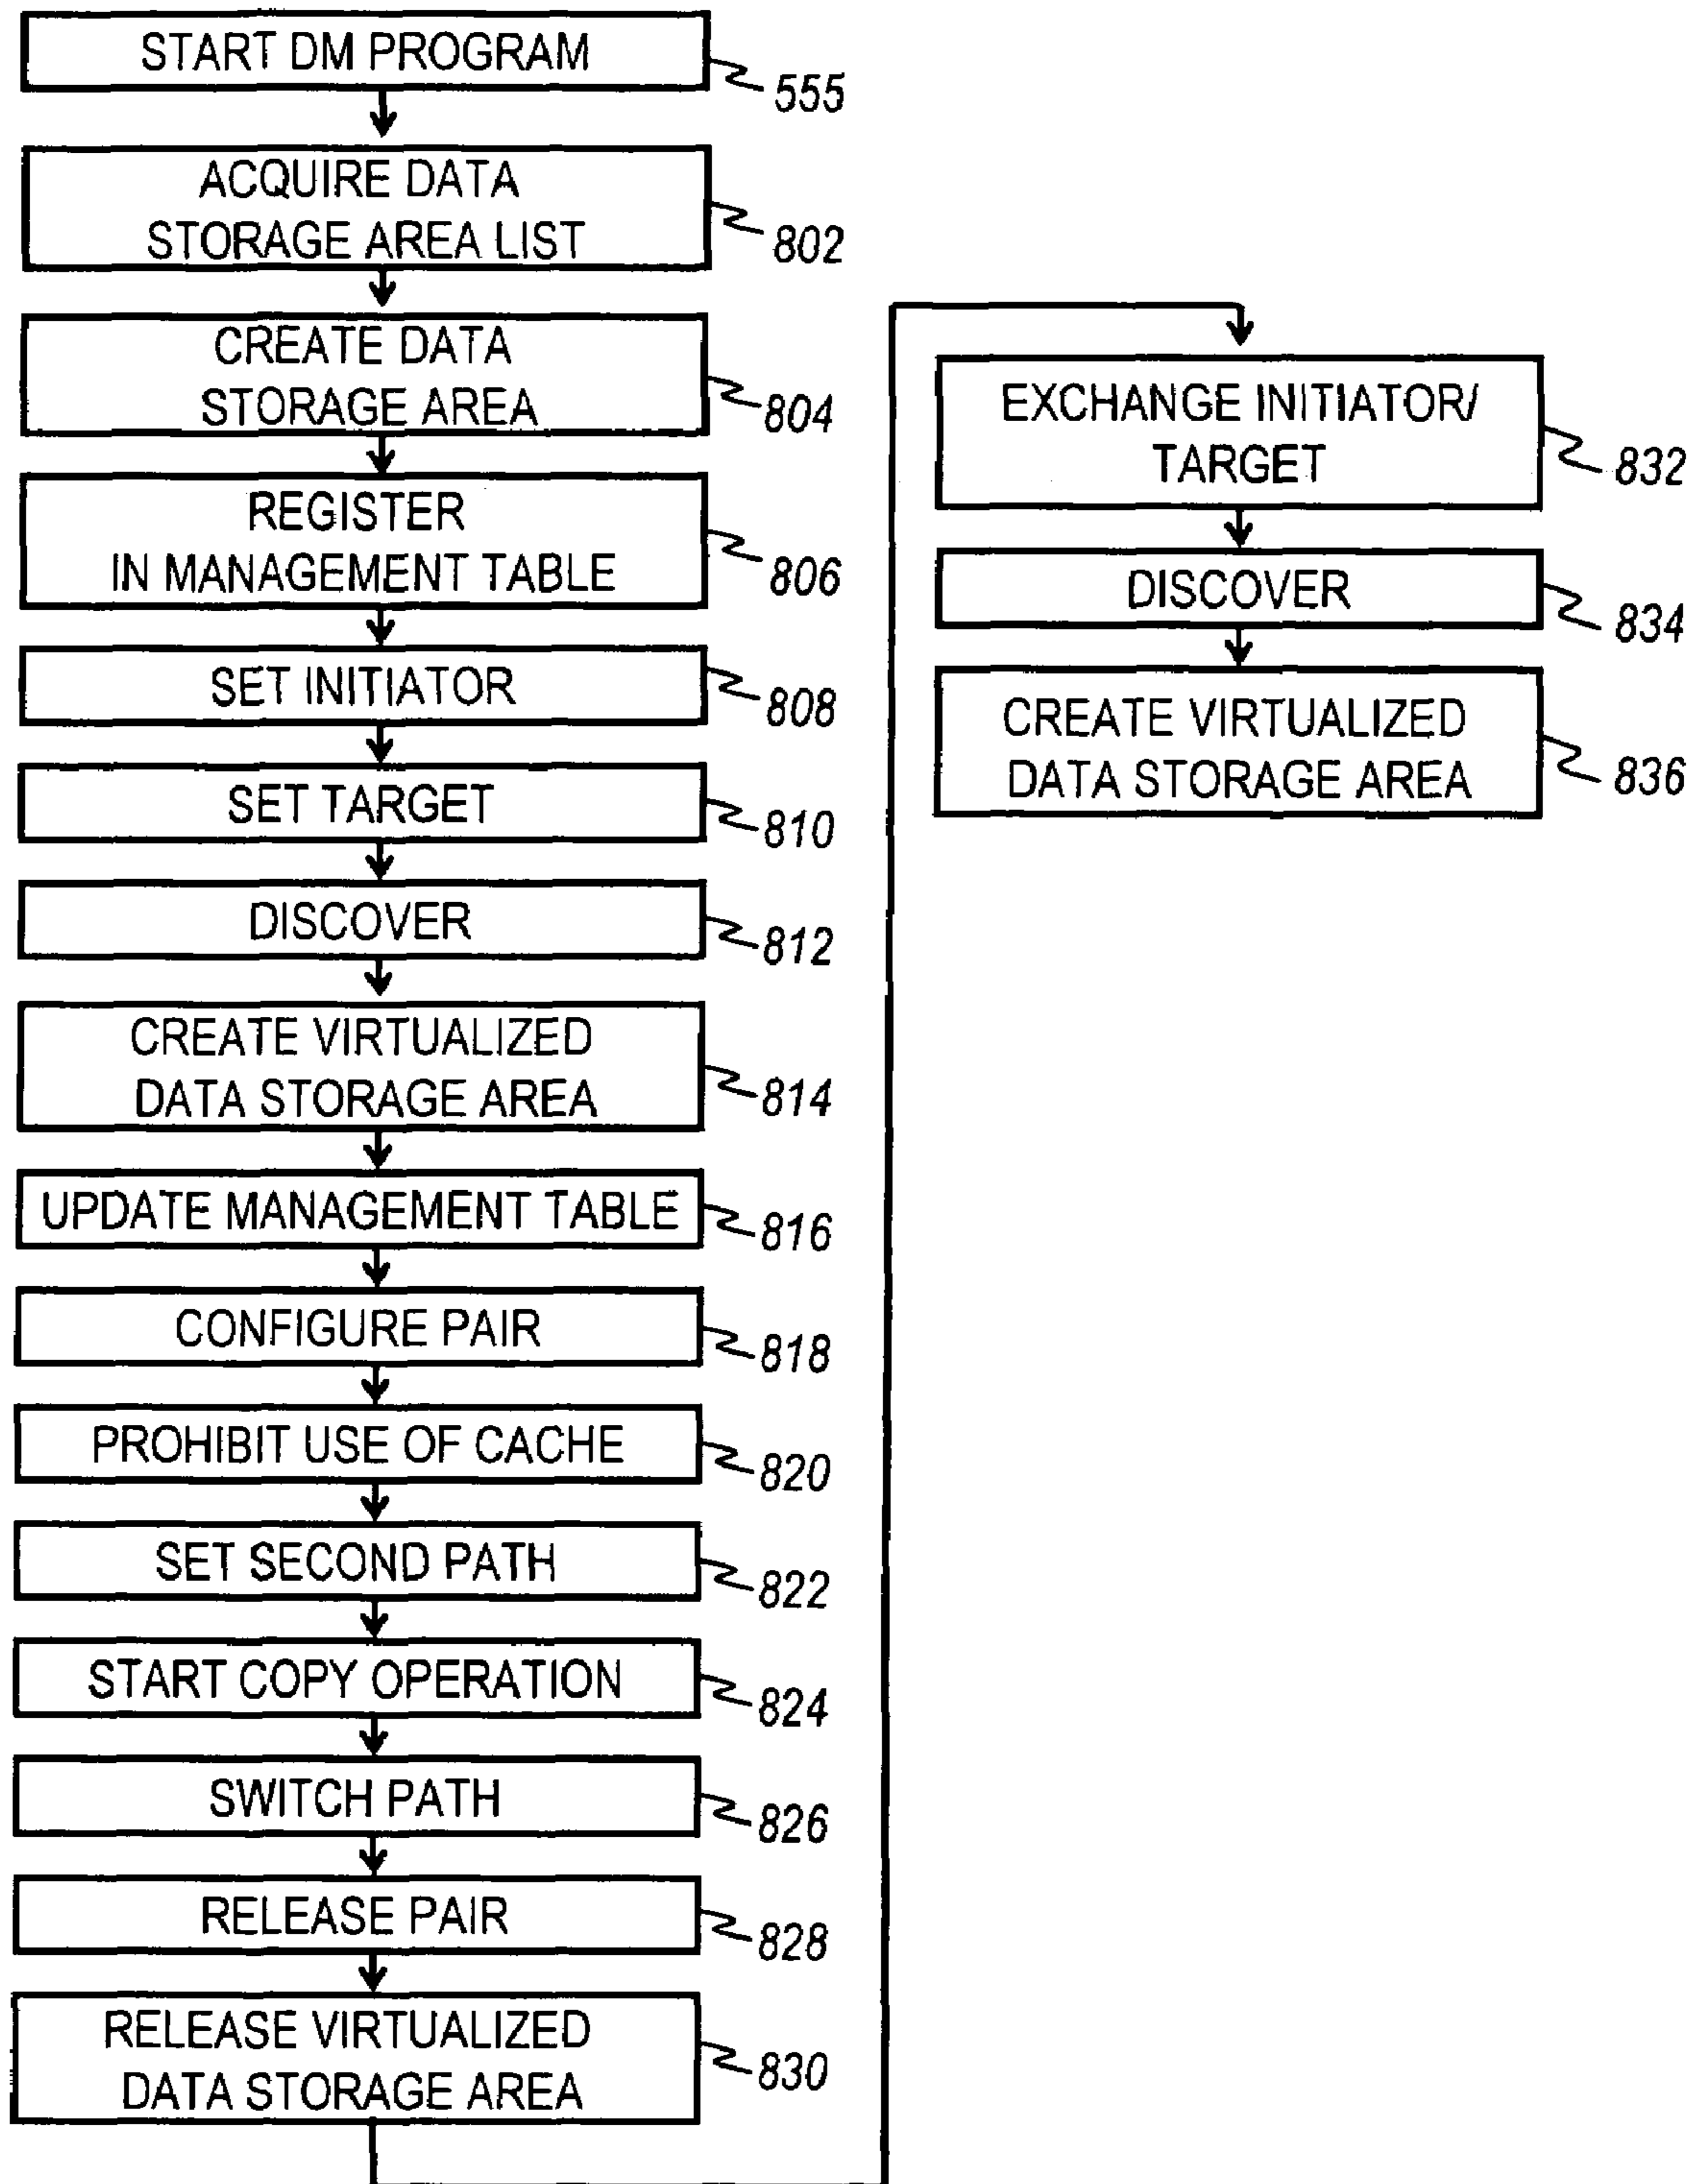 START DM PROGRAM
555
ACQUIRE DATA
STORAGE AREA LIST
802
CREATE DATA
STORAGE AREA
804
REGISTER
IN MANAGEMENT TABLE
806
SET INITIATOR
808
SET TARGET
810
DISCOVER
812
CREATE VIRTUALIZED
DATA STORAGE AREA
814
UPDATE MANAGEMENT TABLE
816
CONFIGURE PAIR
818
PROHIBIT USE OF CACHE
820
SET SECOND PATH
822
START COPY OPERATION
824
SWITCH PATH
826
RELEASE PAIR
828
RELEASE VIRTUALIZED
DATA STORAGE AREA
830
EXCHANGE INITIATOR/
TARGET
832
DISCOVER
834
CREATE VIRTUALIZED
DATA STORAGE AREA
836